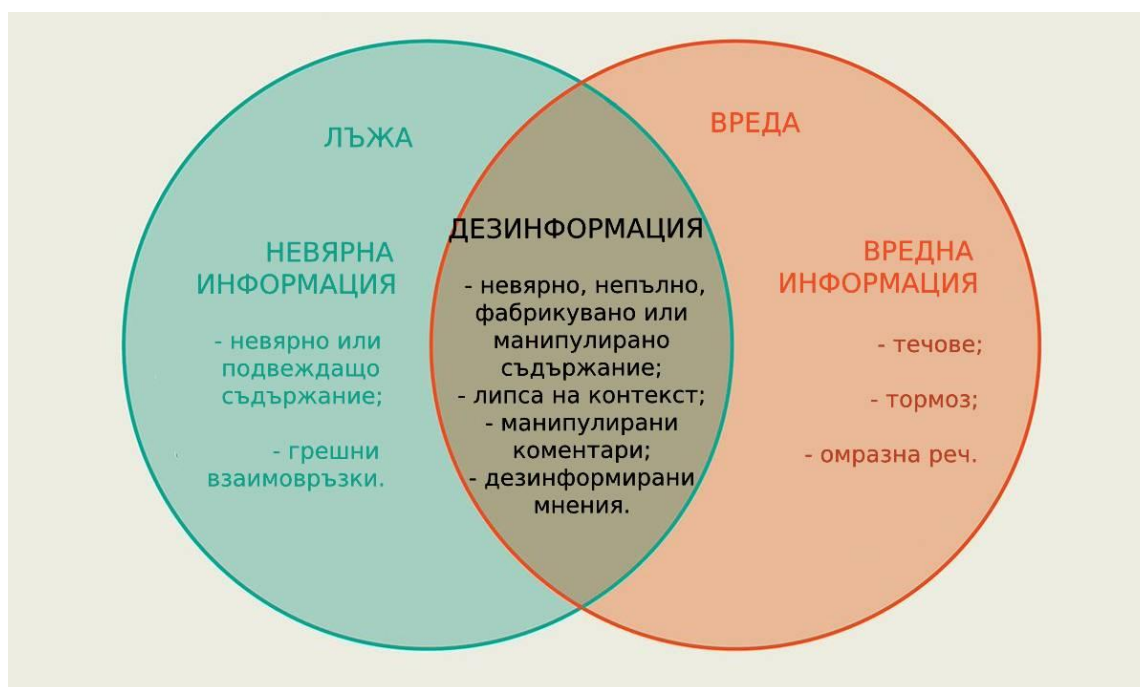 ЛЪЖА
НЕВЯРНА
ИНФОРМАЦИЯ
- невярно или
подвеждащо
съдържание;
- грешни
взаимовръзки.
ДЕЗИНФОРМАЦИЯ
- невярно, непълно,
фабрикувано или
манипулирано
съдържание;
- липса на контекст;
- манипулирани
коментари;
- дезинформирани
мнения.
ВРЕДА
ВРЕДНА
ИНФОРМАЦИЯ
- течове;
- тормоз;
- омразна реч.